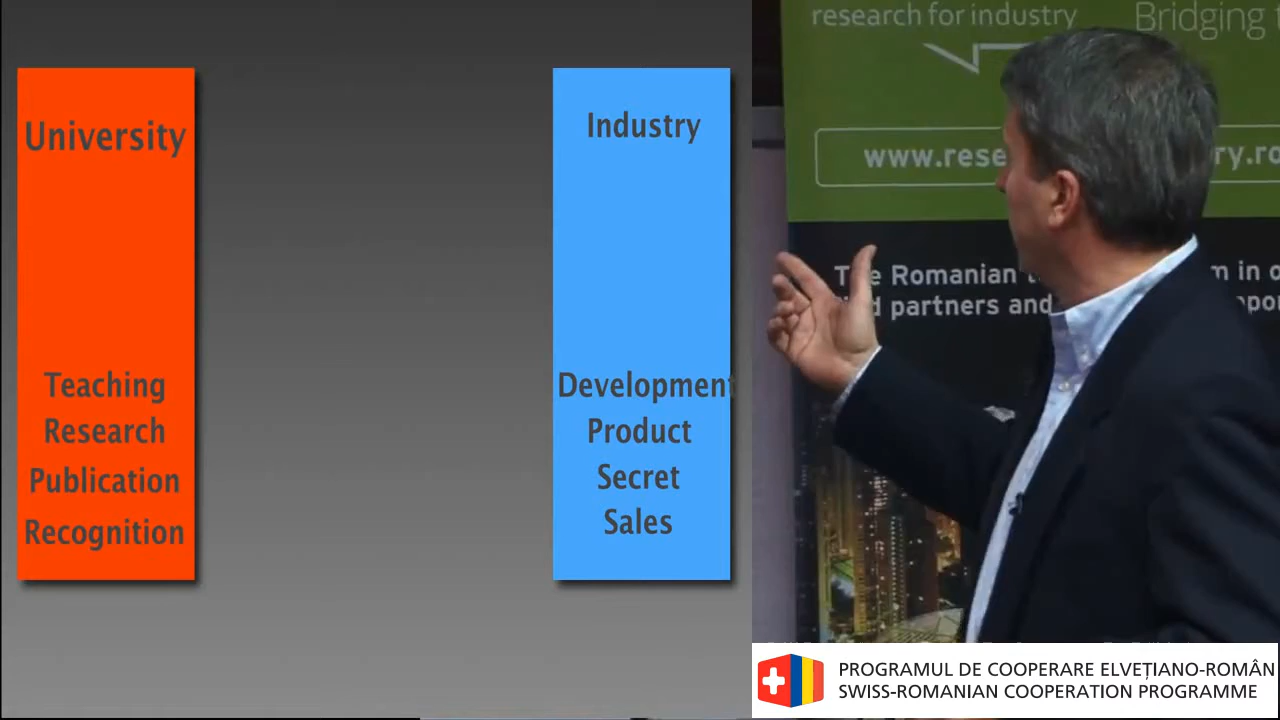 University
Teaching
Research
Publication
Recognition
Industry
Development
Product
Secret
Sales
research for industry
Bridging
www.rese
ry.ro
The Romanian
m in
partners and
PROGRAMUL DE COOPERARE ELVEȚIANO-ROMÂN
SWISS-ROMANIAN COOPERATION PROGRAMME